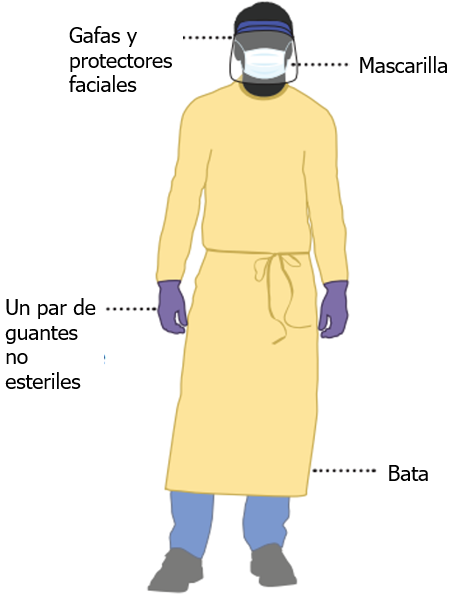 Gafas y
protectores
faciales
Mascarilla
Un par de
guantes
no
esteriles
Bata